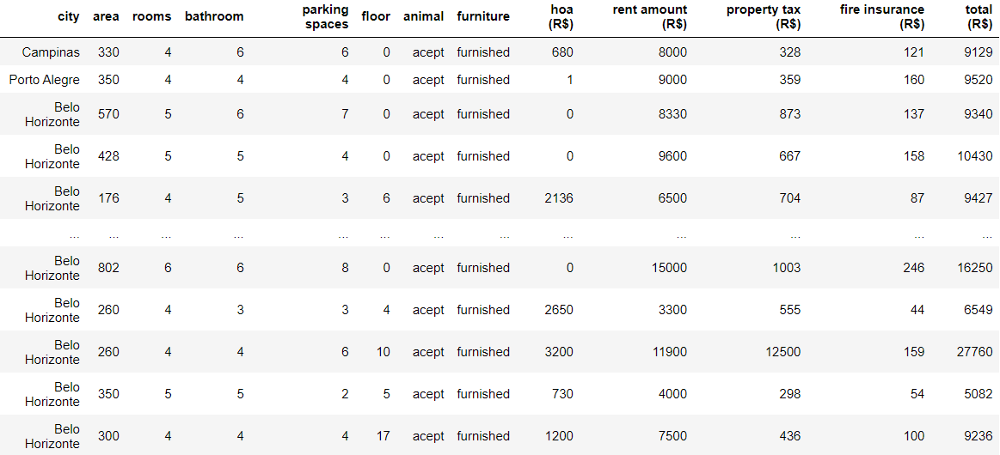 city area rooms bathroom parking spaces floor animal furniture hoa (R$) rent amount (R$) property tax (R$) fire insurance (R$) total (R$)
Campinas 330 4 6 6 0 acept furnished 680 8000 328 121 9129
Porto Alegre 350 4 4 4 0 acept furnished 1 9000 359 160 9520
Belo Horizonte 570 5 6 7 0 acept furnished 0 8330 873 137 9340
Belo Horizonte 428 5 5 4 0 acept furnished 0 9600 667 158 10430
Belo Horizonte 176 4 5 3 6 acept furnished 2136 6500 704 87 9427
... ... ... ... ... ... ... ... ... ... ... ... ...
Belo Horizonte 802 6 6 8 0 acept furnished 0 15000 1003 246 16250
Belo Horizonte 260 4 3 3 4 acept furnished 2650 3300 555 44 6549
Belo Horizonte 260 4 4 6 10 acept furnished 3200 11900 12500 159 27760
Belo Horizonte 350 5 5 2 5 acept furnished 730 4000 298 54 5082
Belo Horizonte 300 4 4 4 17 acept furnished 1200 7500 436 100 9236